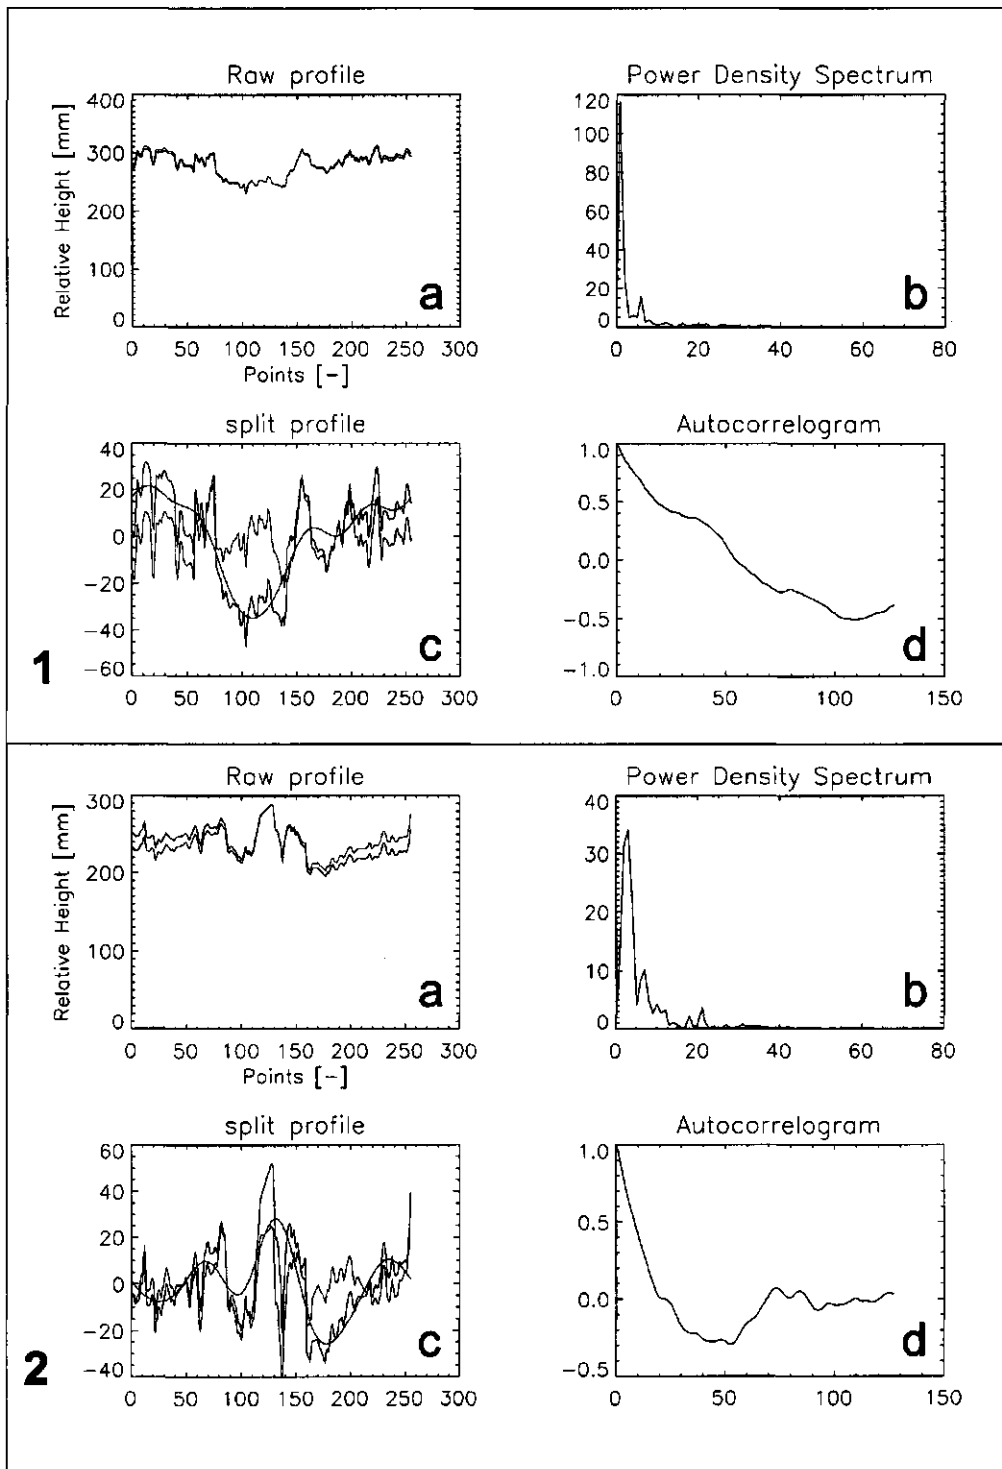 Raw profile
Relative Height [mm]
400
300
200
100
0
0 50 100 150 200 250 300
Points [-]
a
Power Density Spectrum
120
100
80
60
40
20
0
0 20 40 60 80
b
split profile
40
20
0
-20
-40
-60
0 50 100 150 200 250 300
c
Autocorrelogram
1.0
0.5
0.0
-0.5
-1.0
0 50 100 150
d
1
Raw profile
Relative Height [mm]
300
200
100
0
0 50 100 150 200 250 300
Points [-]
a
Power Density Spectrum
40
30
20
10
0
0 20 40 60 80
b
split profile
60
40
20
0
-20
-40
0 50 100 150 200 250 300
c
Autocorrelogram
1.0
0.5
0.0
-0.5
0 50 100 150
d
2